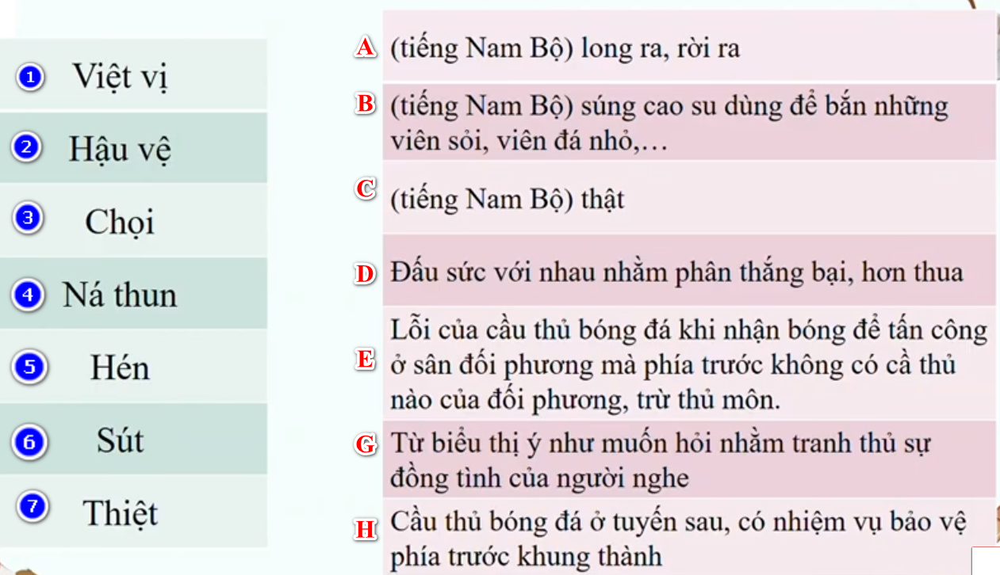 1 Việt vị
2 Hậu vệ
3 Chọi
4 Ná thun
5 Hén
6 Sút
7 Thiệt
A (tiếng Nam Bộ) long ra, rời ra
B (tiếng Nam Bộ) súng cao su dùng để bắn những
viên sỏi, viên đá nhỏ,…
C (tiếng Nam Bộ) thật
D Đấu sức với nhau nhằm phân thắng bại, hơn thua
Lỗi của cầu thủ bóng đá khi nhận bóng để tấn công
E ở sân đối phương mà phía trước không có cầ thủ
nào của đối phương, trừ thủ môn.
G Từ biểu thị ý như muốn hỏi nhằm tranh thủ sự
đồng tình của người nghe
H Cầu thủ bóng đá ở tuyến sau, có nhiệm vụ bảo vệ
phía trước khung thành